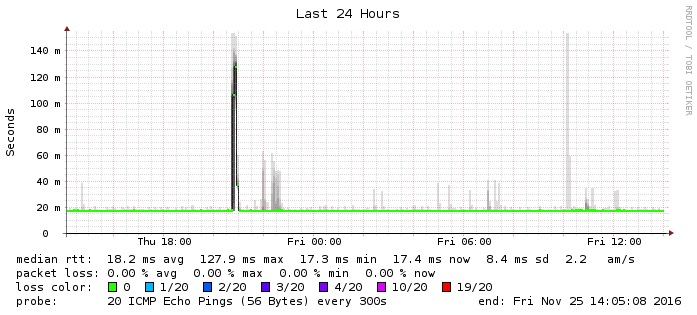 Last 24 Hours
RRDTOOL / TOBI OETIKER
Seconds
140 m
120 m
100 m
80 m
60 m
40 m
20 m
0
Thu 18:00 Fri 00:00 Fri 06:00 Fri 12:00
median rtt: 18.2 ms avg 127.9 ms max 17.3 ms min 17.4 ms now 8.4 ms sd 2.2 am/s
packet loss: 0.00 % avg 0.00 % max 0.00 % min 0.00 % now
loss color: 0 1/20 2/20 3/20 4/20 10/20 19/20
probe: 20 ICMP Echo Pings (56 Bytes) every 300s end: Fri Nov 25 14:05:08 2016